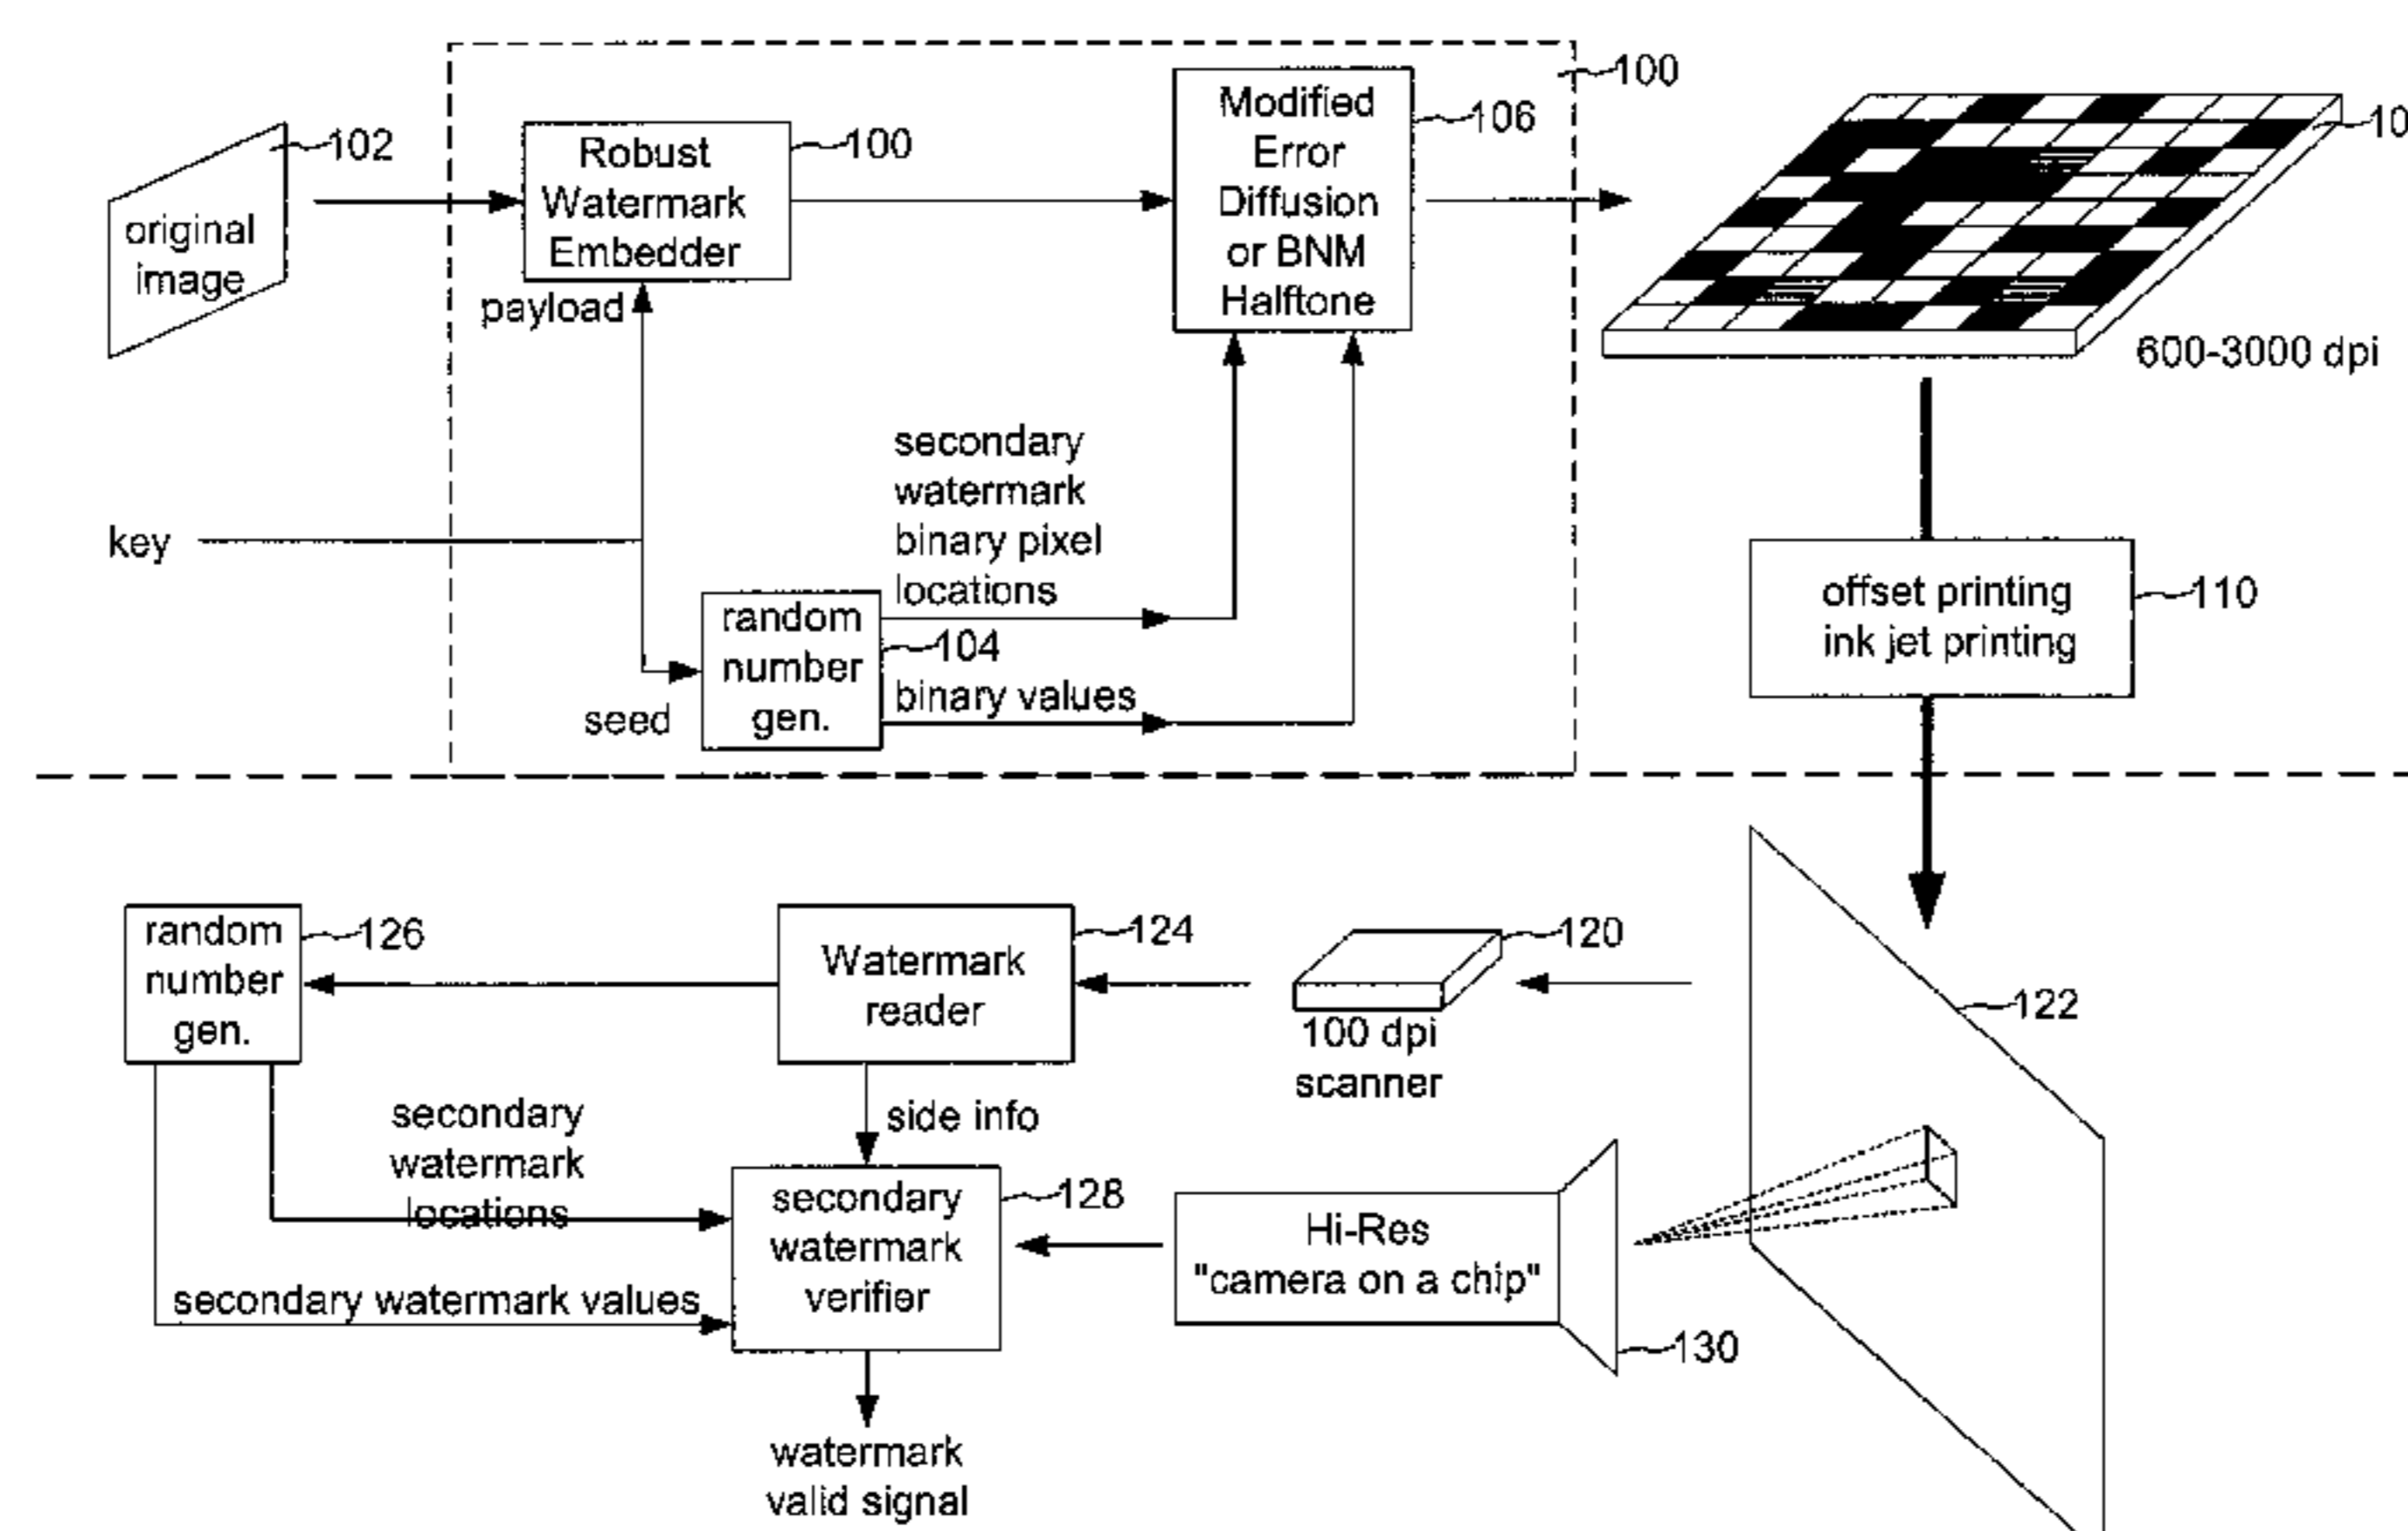 100
102
original
image
Robust
Watermark
Embedder
100
Modified
Error
Diffusion
or BNM
Halftone
106
600-3000 dpi
payload
key
secondary
watermark
binary pixel
locations
random
number
gen.
104
binary values
seed
offset printing
ink jet printing
110
random
number
gen.
126
Watermark
reader
124
120
100 dpi
scanner
122
side info
secondary
watermark
locations
secondary watermark values
secondary
watermark
verifier
128
Hi-Res
"camera on a chip"
130
watermark
valid signal